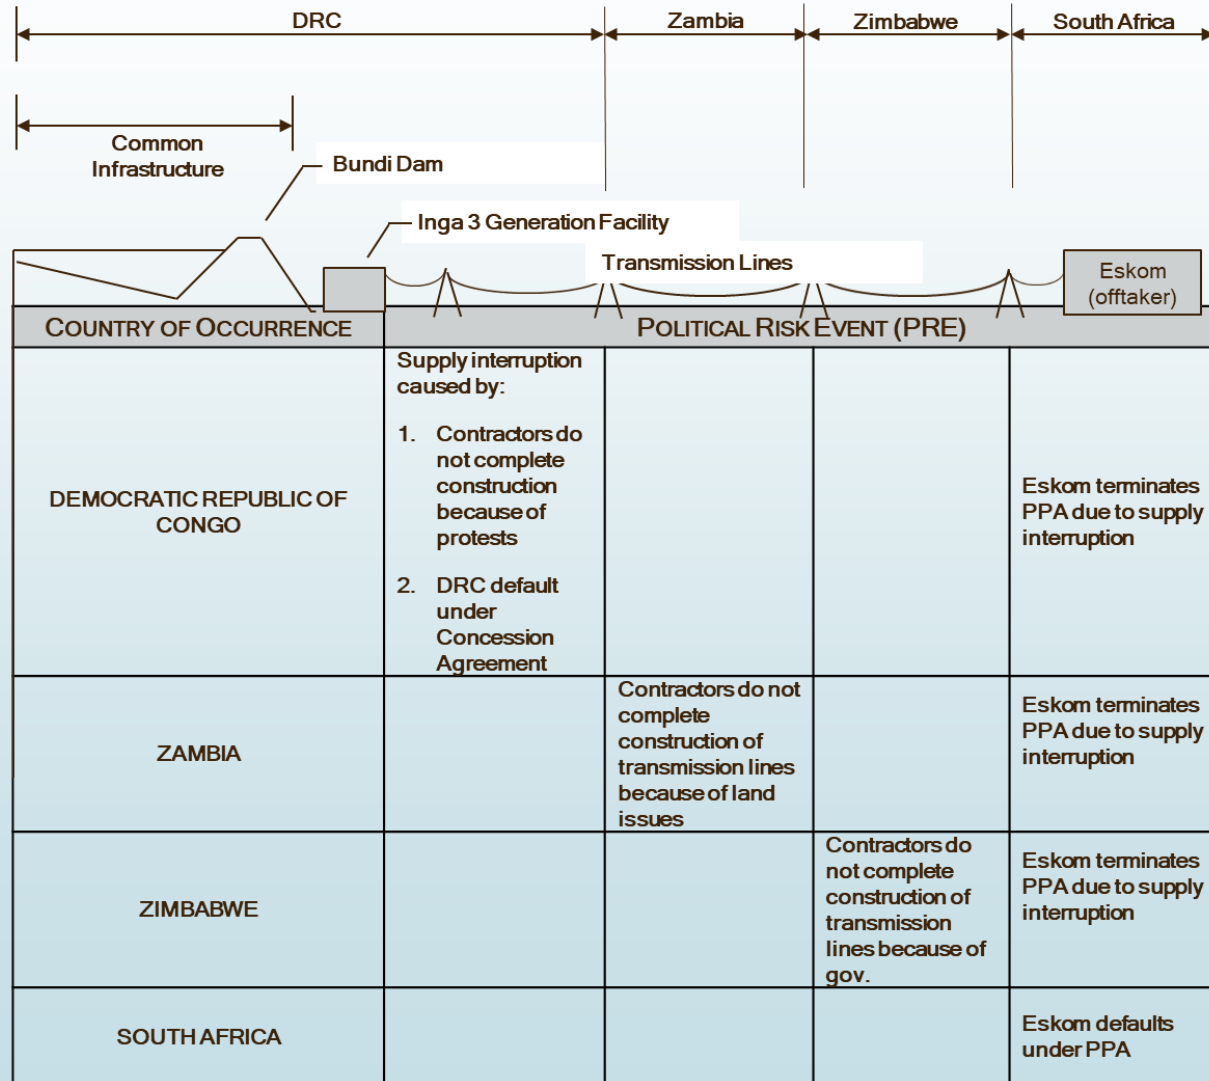 DRC
Zambia
Zimbabwe
South Africa
Common
Infrastructure
Bundi Dam
Inga 3 Generation Facility
Transmission Lines
Eskom
(offtaker)
COUNTRY OF OCCURRENCE
POLITICAL RISK EVENT (PRE)
DEMOCRATIC REPUBLIC OF
CONGO
Supply interruption
caused by:
1. Contractors do
not complete
construction
because of
protests
2. DRC default
under
Concession
Agreement
Eskom terminates
PPA due to supply
interruption
ZAMBIA
Contractors do not
complete
construction of
transmission lines
because of land
issues
Eskom terminates
PPA due to supply
interruption
ZIMBABWE
Contractors do
not complete
construction of
transmission
lines because of
gov.
Eskom terminates
PPA due to supply
interruption
SOUTH AFRICA
Eskom defaults
under PPA